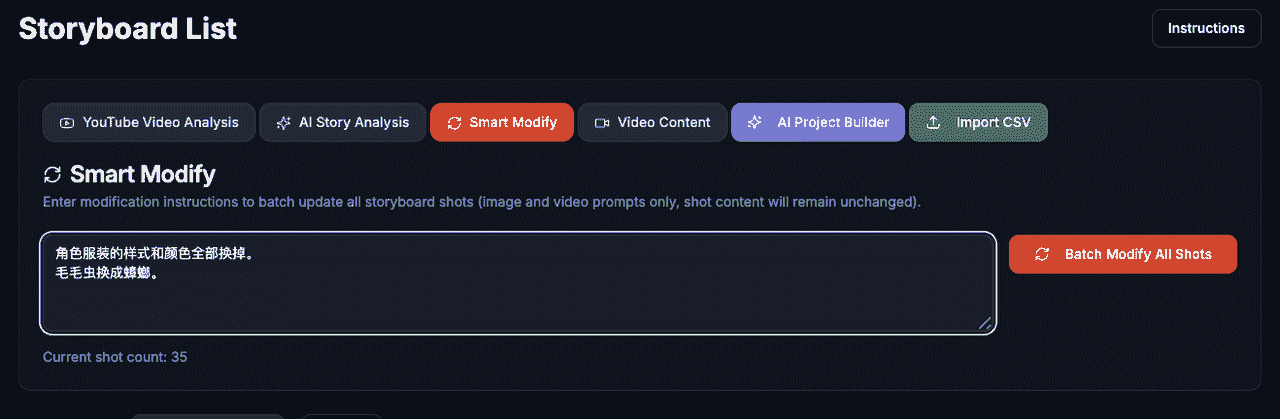 Storyboard List
Instructions
YouTube Video Analysis
AI Story Analysis
Smart Modify
Video Content
AI Project Builder
Import CSV
Smart Modify
Enter modification instructions to batch update all storyboard shots (image and video prompts only, shot content will remain unchanged).
角色服装的样式和颜色全部换掉。
毛毛虫换成蟑螂。
Batch Modify All Shots
Current shot count: 35